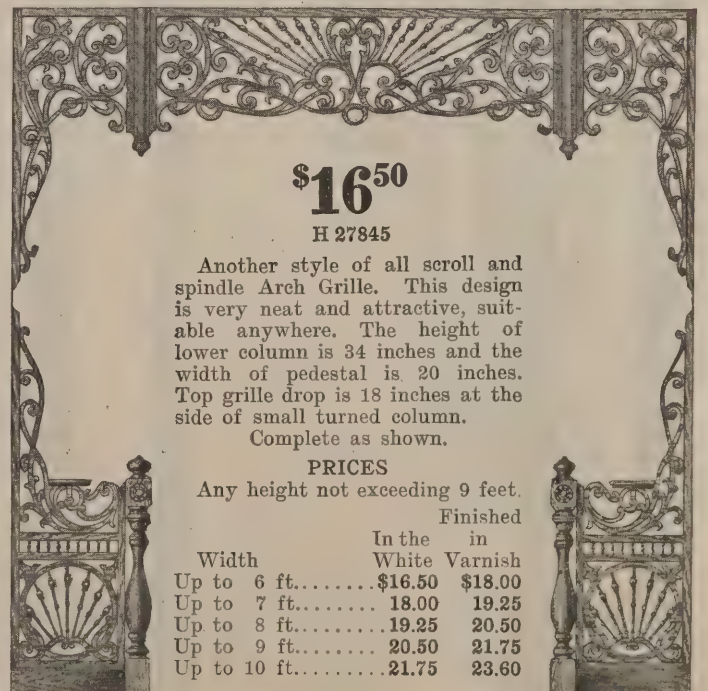 $16 50
H 27845
Another style of all scroll and
spindle Arch Grille. This design
is very neat and attractive, suit-
able anywhere. The height of
lower column is 34 inches and the
width of pedestal is 20 inches.
Top grille drop is 18 inches at the
side of small turned column.
Complete as shown.
PRICES
Any height not exceeding 9 feet.
Finished
In the in
Width White Varnish
Up to 6 ft........$16.50 $18.00
Up to 7 ft........ 18.00 19.25
Up to 8 ft........ 19.25 20.50
Up to 9 ft........ 20.50 21.75
Up to 10 ft........ 21.75 23.60